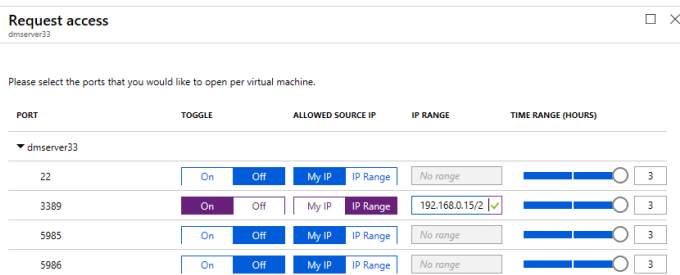 Request access
dmserver33
Please select the ports that you would like to open per virtual machine.
PORT TOGGLE ALLOWED SOURCE IP IP RANGE TIME RANGE (HOURS)
dmserver33
22 On Off My IP IP Range No range 3
3389 On Off My IP IP Range 192.168.0.15/2 3
5985 On Off My IP IP Range No range 3
5986 On Off My IP IP Range No range 3